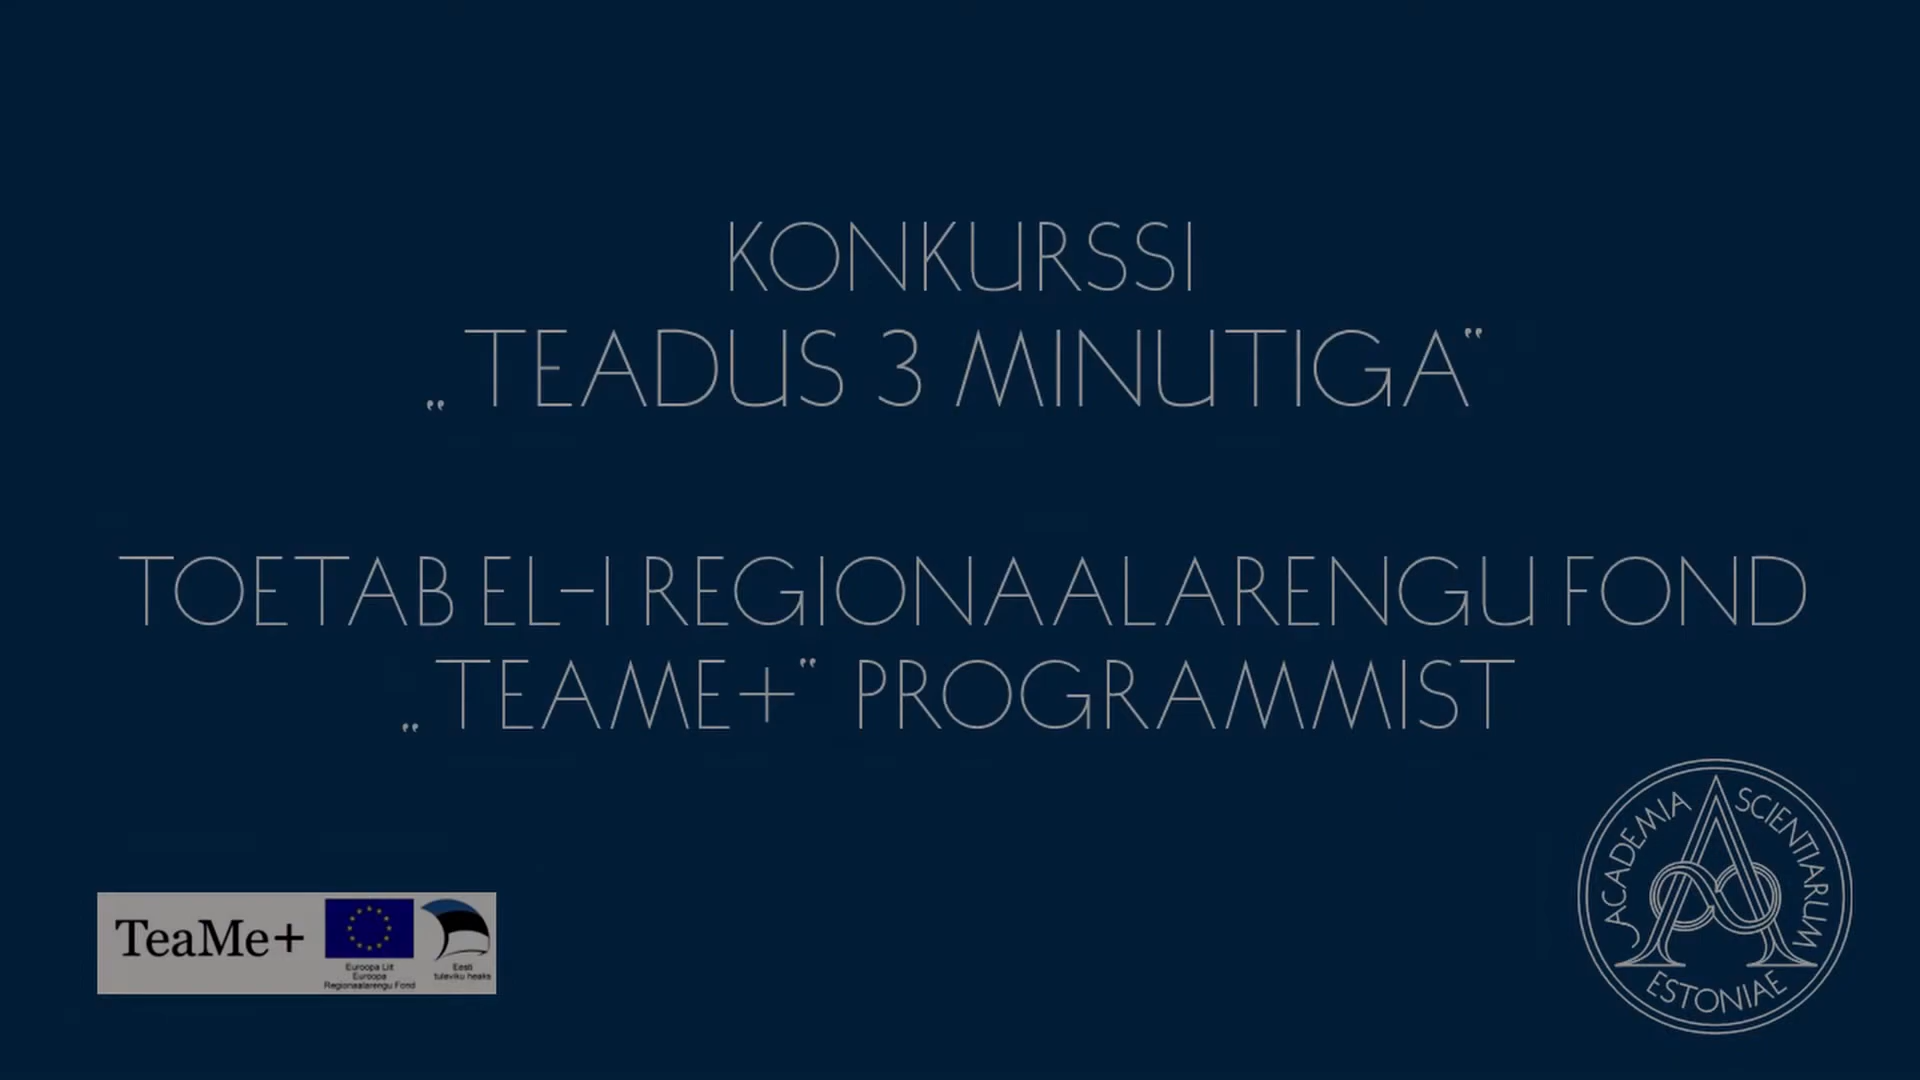 KONKURSSI
„TEADUS 3 MINUTIGA“
TOETAB EL-I REGIONAALARENGU FOND
„TEAME+“ PROGRAMMIST
TeaMe+
Euroopa Liit
Euroopa
Regionaalarengu Fond
Eesti
tuleviku heaks
ACADEMIA SCIENTIARUM
ESTONIAE